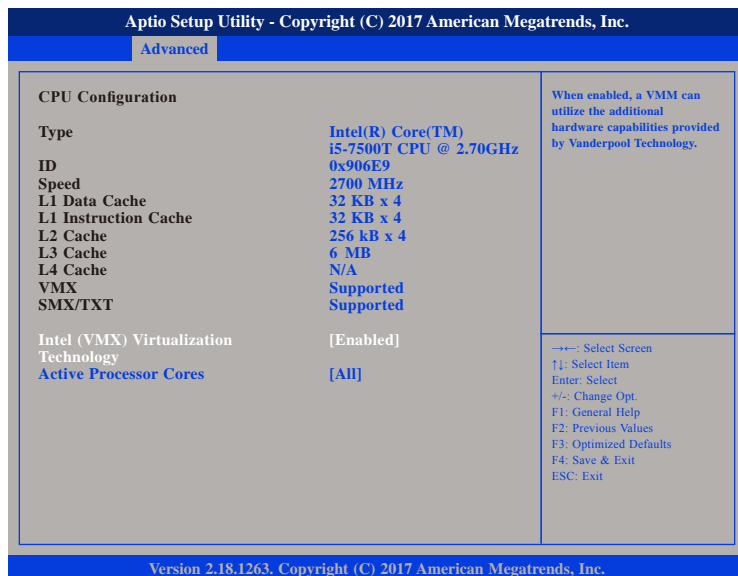 Aptio Setup Utility - Copyright (C) 2017 American Megatrends, Inc.
Advanced
CPU Configuration
Type Intel(R) Core(TM)
i5-7500T CPU @ 2.70GHz
ID 0x906E9
Speed 2700 MHz
L1 Data Cache 32 KB x 4
L1 Instruction Cache 32 KB x 4
L2 Cache 256 kB x 4
L3 Cache 6 MB
L4 Cache N/A
VMX Supported
SMX/TXT Supported
Intel (VMX) Virtualization [Enabled]
Technology
Active Processor Cores [All]
When enabled, a VMM can
utilize the additional
hardware capabilities provided
by Vanderpool Technology.
→←: Select Screen
↑↓: Select Item
Enter: Select
+/-: Change Opt.
F1: General Help
F2: Previous Values
F3: Optimized Defaults
F4: Save & Exit
ESC: Exit
Version 2.18.1263. Copyright (C) 2017 American Megatrends, Inc.